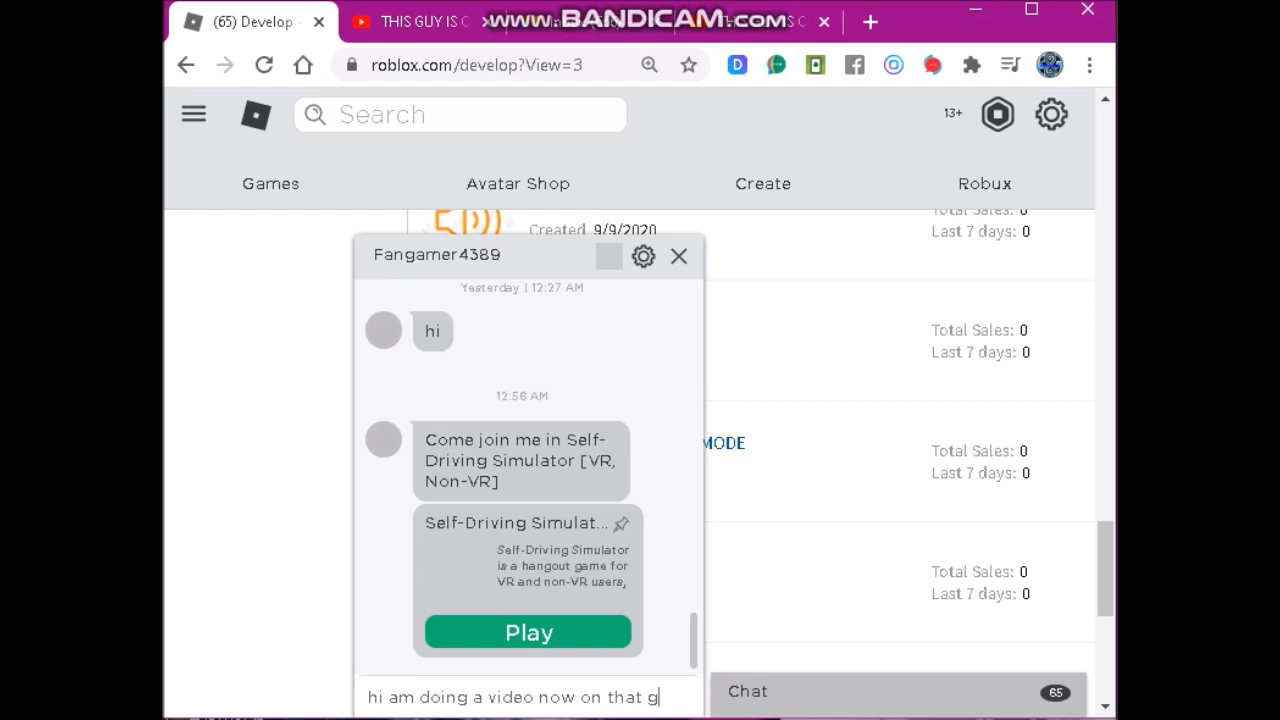 (65) Develop -
THIS GUY IS C
www.BANDICAM.com
roblox.com/develop?View=3
Search
13+
Games
Avatar Shop
Create
Robux
Created 9/9/2020
Total Sales: 0
Last 7 days: 0
Fangamer4389
Yesterday | 12:27 AM
hi
Total Sales: 0
Last 7 days: 0
12:56 AM
Come join me in Self-
Driving Simulator [VR,
Non-VR]
MODE
Total Sales: 0
Last 7 days: 0
Self-Driving Simulat...
Self-Driving Simulator
is a hangout game for
VR and non-VR users,
Total Sales: 0
Last 7 days: 0
Play
hi am doing a video now on that g
Chat
65